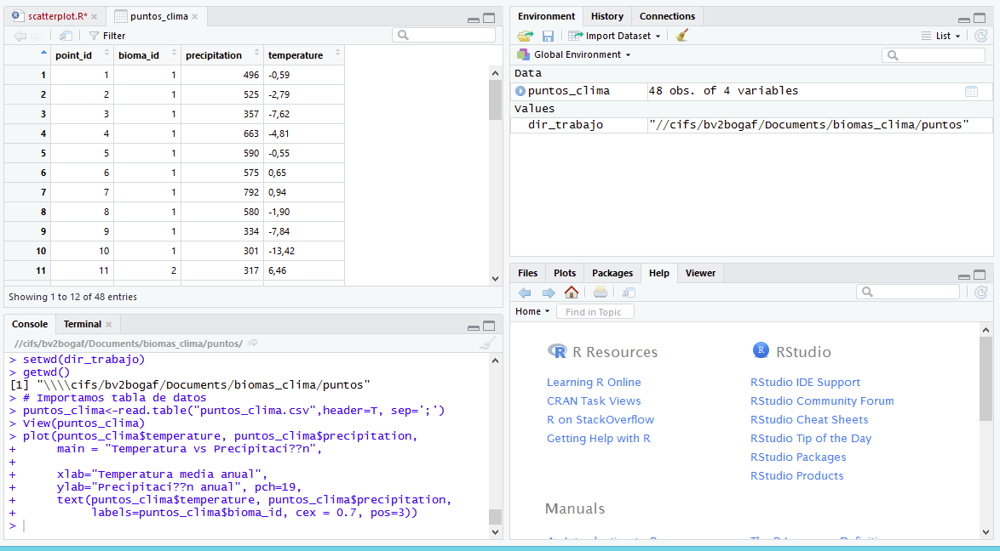 scatterplot.R*
puntos_clima
Filter
point_id bioma_id precipitation temperature
1 1 1 496 -0,59
2 2 1 525 -2,79
3 3 1 357 -7,62
4 4 1 663 -4,81
5 5 1 590 -0,55
6 6 1 575 0,65
7 7 1 792 0,94
8 8 1 580 -1,90
9 9 1 334 -7,84
10 10 1 301 -13,42
11 11 2 317 6,46
Showing 1 to 12 of 48 entries
Console Terminal
//cifs/bv2bogaf/Documents/biomas_clima/puntos/
> setwd(dir_trabajo)
> getwd()
[1] "\\\\cifs/bv2bogaf/Documents/biomas_clima/puntos"
> # Importamos tabla de datos
> puntos_clima<-read.table("puntos_clima.csv",header=T, sep=';')
> View(puntos_clima)
> plot(puntos_clima$temperature, puntos_clima$precipitation,
+ main = "Temperatura vs Precipitaci??n",
+
+ xlab="Temperatura media anual",
+ ylab="Precipitaci??n anual", pch=19,
+ text(puntos_clima$temperature, puntos_clima$precipitation,
+ labels=puntos_clima$bioma_id, cex = 0.7, pos=3))
>
Environment History Connections
Import Dataset
List
Global Environment
Data
puntos_clima 48 obs. of 4 variables
Values
dir_trabajo "//cifs/bv2bogaf/Documents/biomas_clima/puntos"
Files Plots Packages Help Viewer
Home Find in Topic
R Resources
Learning R Online
CRAN Task Views
R on StackOverflow
Getting Help with R
R RStudio
RStudio IDE Support
RStudio Community Forum
RStudio Cheat Sheets
RStudio Tip of the Day
RStudio Packages
RStudio Products
Manuals